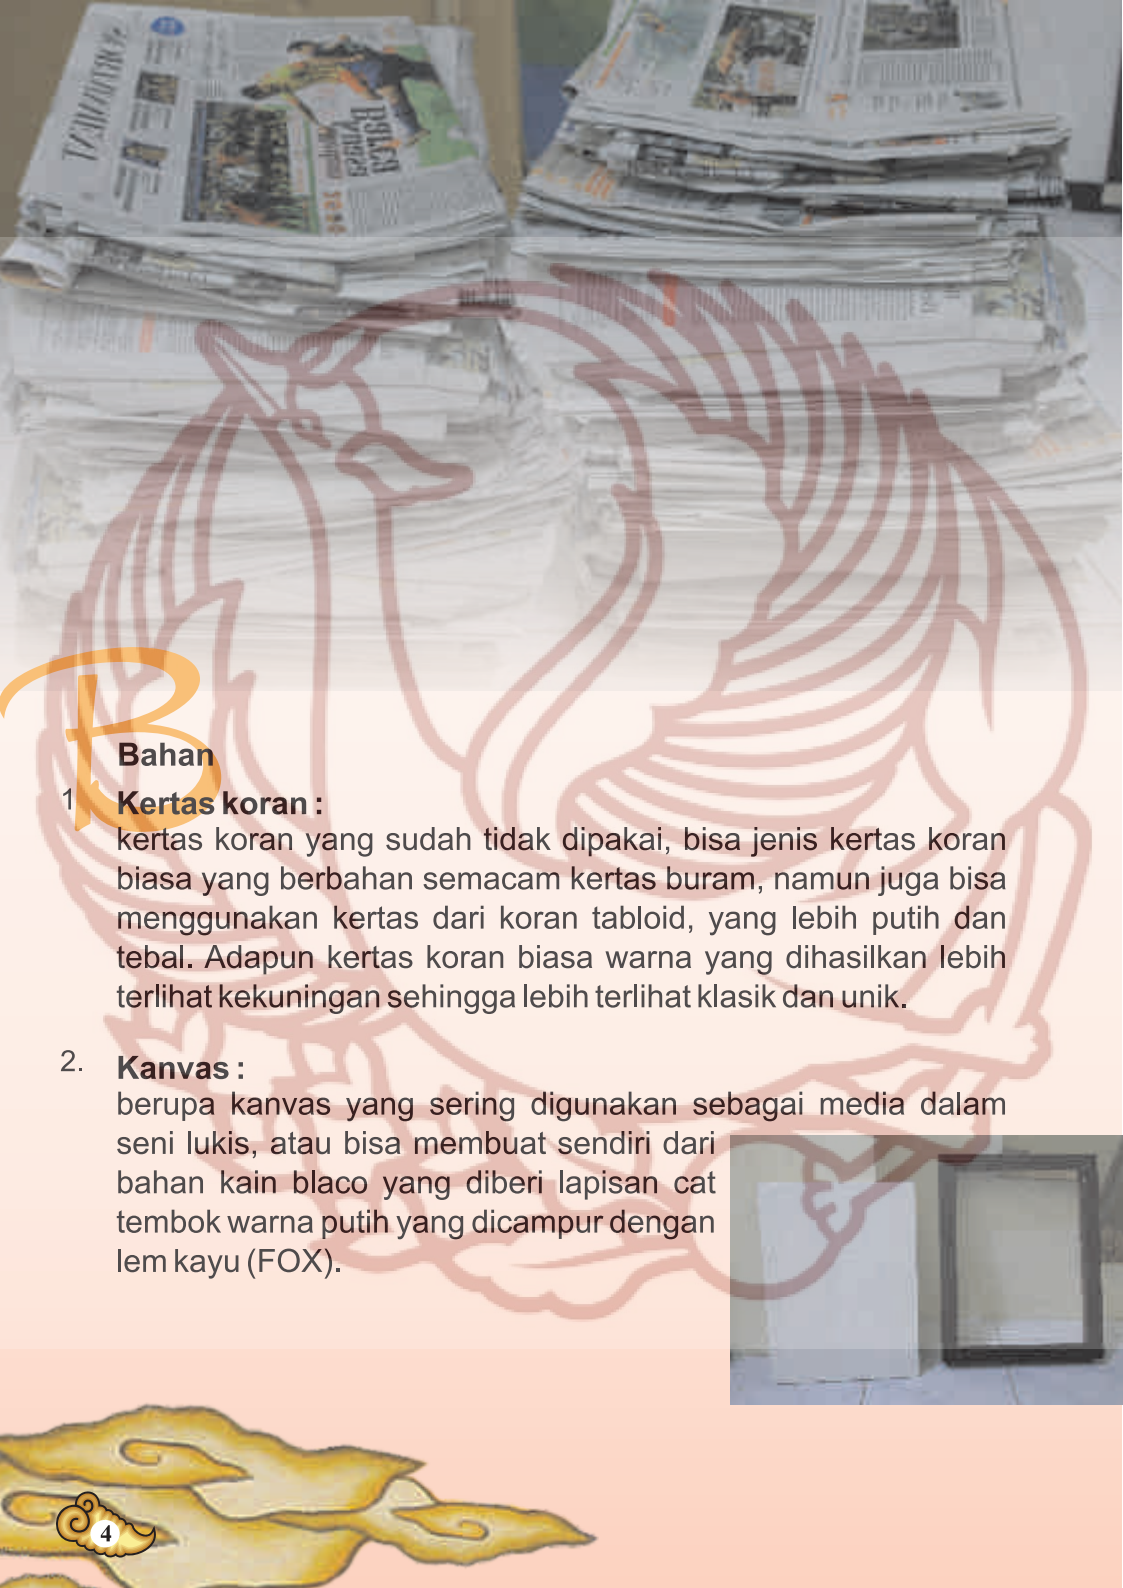 B
Bahan
1
Kertas koran :
kertas koran yang sudah tidak dipakai, bisa jenis kertas koran
biasa yang berbahan semacam kertas buram, namun juga bisa
menggunakan kertas dari koran tabloid, yang lebih putih dan
tebal. Adapun kertas koran biasa warna yang dihasilkan lebih
terlihat kekuningan sehingga lebih terlihat klasik dan unik.
2.
Kanvas :
berupa kanvas yang sering digunakan sebagai media dalam
seni lukis, atau bisa membuat sendiri dari
bahan kain blaco yang diberi lapisan cat
tembok warna putih yang dicampur dengan
lem kayu (FOX).
4